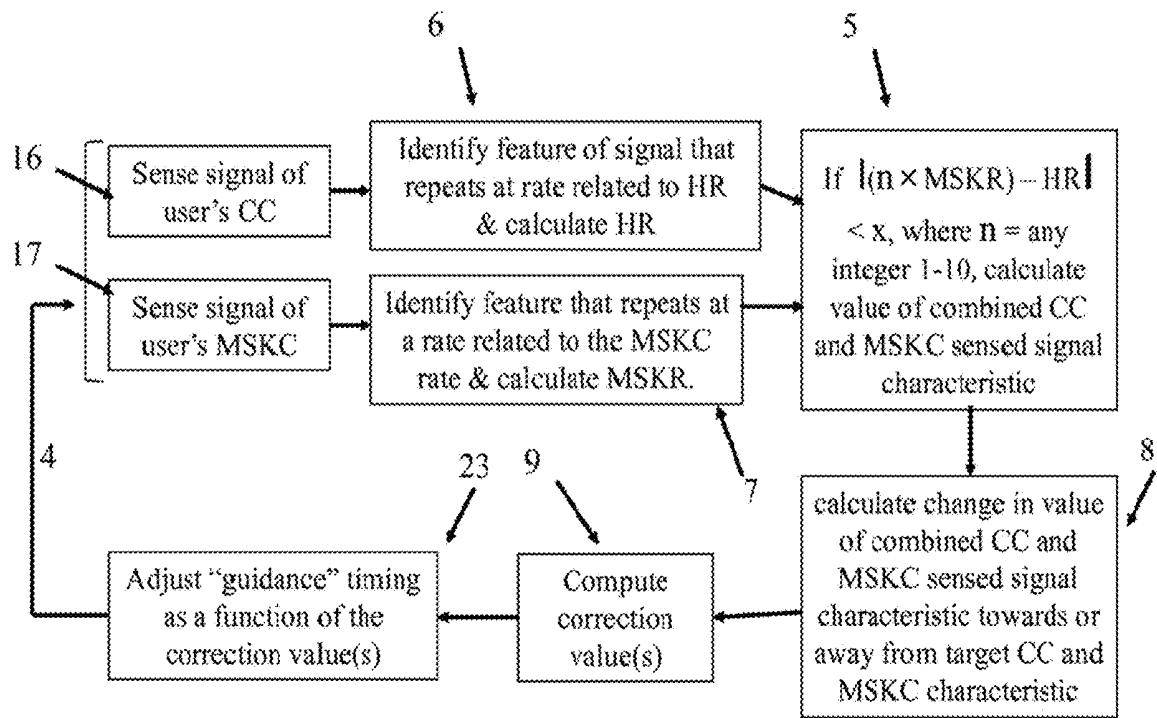 6
5
16
Sense signal of
user's CC
Identify feature of signal that
repeats at rate related to HR
& calculate HR
If |(n × MSKR) – HR|
< x, where n = any
integer 1-10, calculate
value of combined CC
and MSKC sensed signal
characteristic
17
Sense signal of
user's MSKC
Identify feature that repeats at
a rate related to the MSKC
rate & calculate MSKR.
4
23
9
7
8
Adjust “guidance” timing
as a function of the
correction value(s)
Compute
correction
value(s)
calculate change in value
of combined CC and
MSKC sensed signal
characteristic towards or
away from target CC and
MSKC characteristic